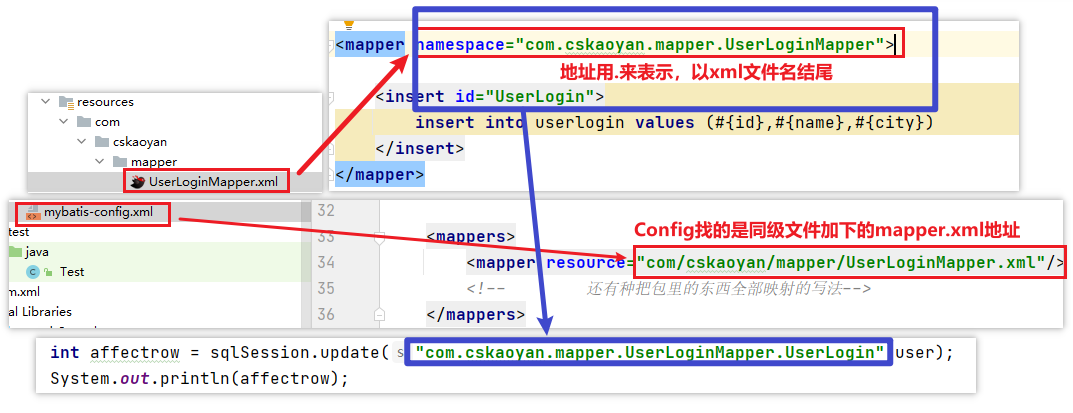 <mapper namespace="com.cskaoyan.mapper.UserLoginMapper">
地址用.来表示，以xml文件名结尾
<insert id="UserLogin">
insert into userlogin values (#{id},#{name},#{city})
</insert>
</mapper>
resources
com
cskaoyan
mapper
UserLoginMapper.xml
mybatis-config.xml
test
java
C Test
m.xml
al Libraries
32
33 <mappers>
Config找的是同级文件加下的mapper.xml地址
34 <mapper resource="com/cskaoyan/mapper/UserLoginMapper.xml"/>
35 <!-- 还有种把包里的东西全部映射的写法-->
36 </mappers>
int affectrow = sqlSession.update( s "com.cskaoyan.mapper.UserLoginMapper.UserLogin" user);
System.out.println(affectrow);